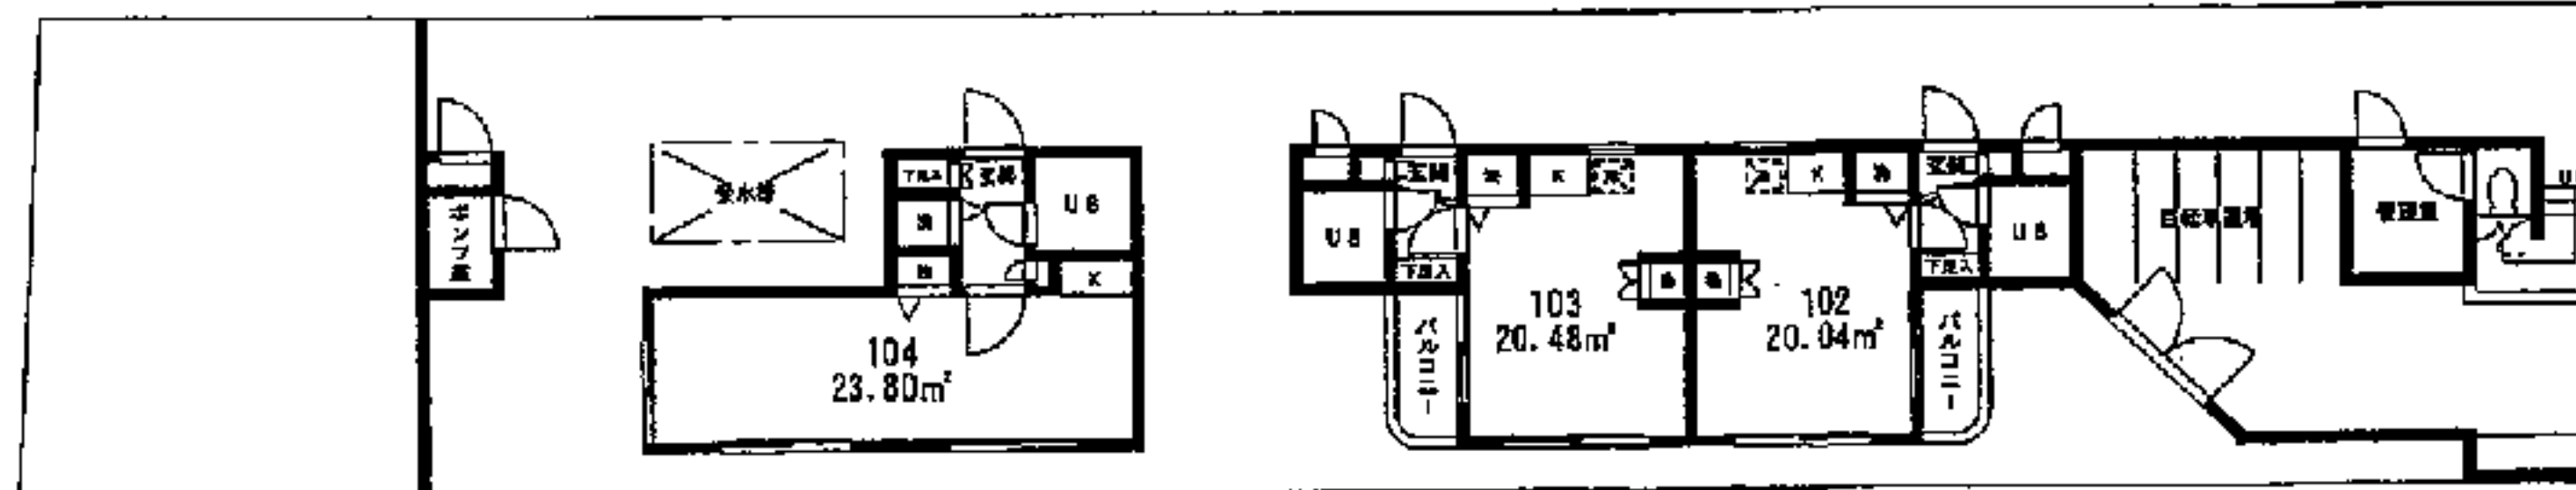 ポンプ室
受水槽
下足入
玄関
UB
物
K
104
23.80m²
玄関
K
UB
下足入
バルコニー
103
20.48m²
102
20.04m²
K
玄関
UB
下足入
バルコニー
自転車置場
管理室